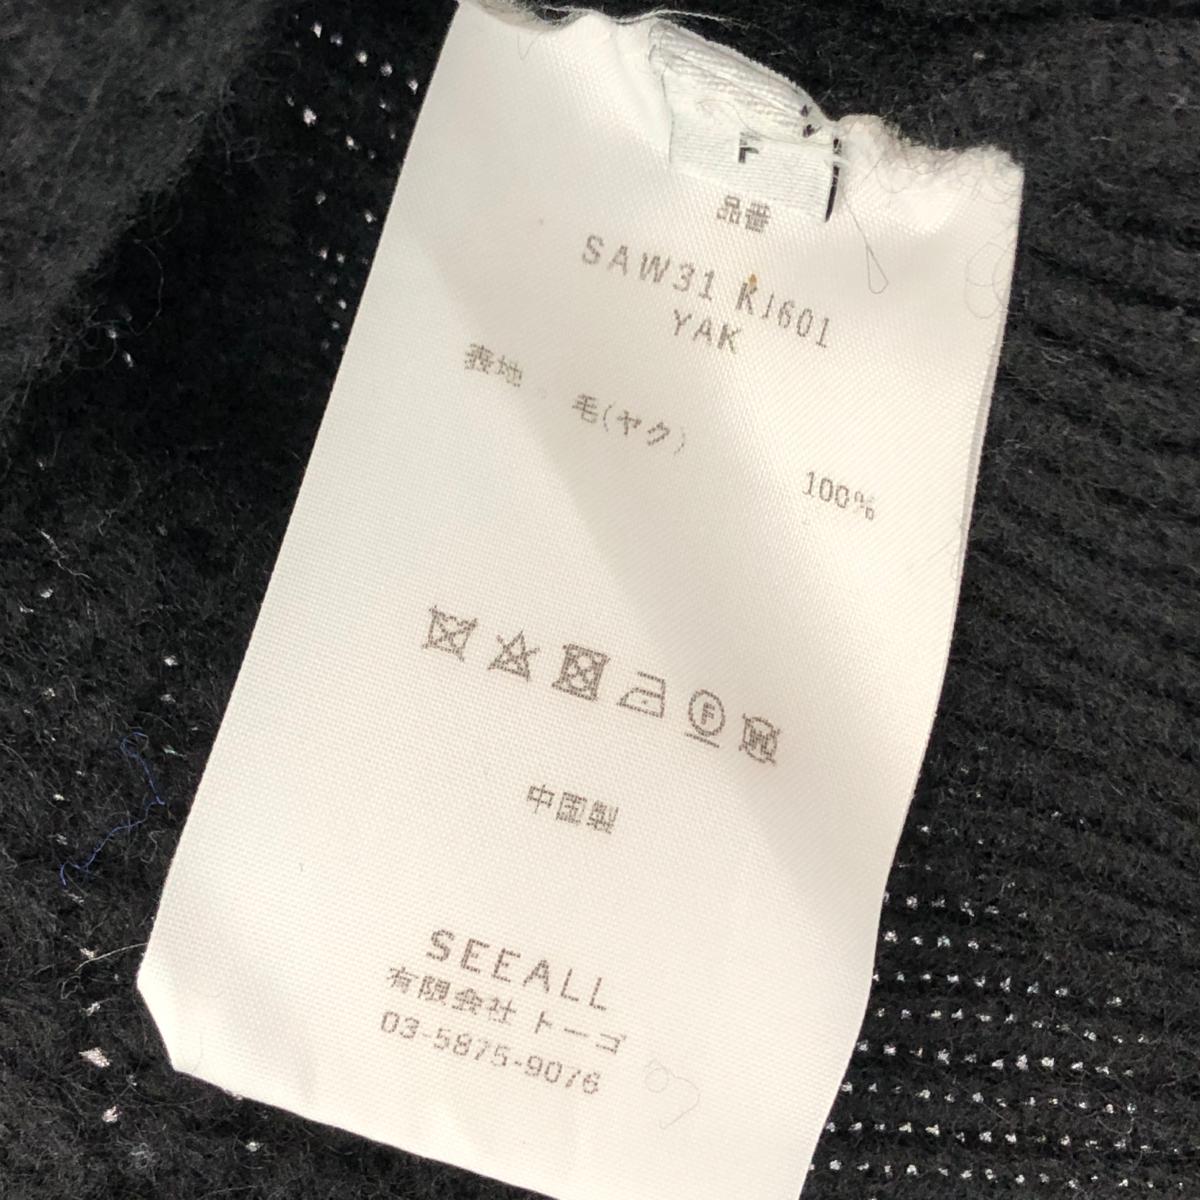 F
品番
SAW31 KI601
YAK
表地 毛(ヤク)
100%
F W
中国製
SEEALL
有限会社 トーゴ
03-5875-9076